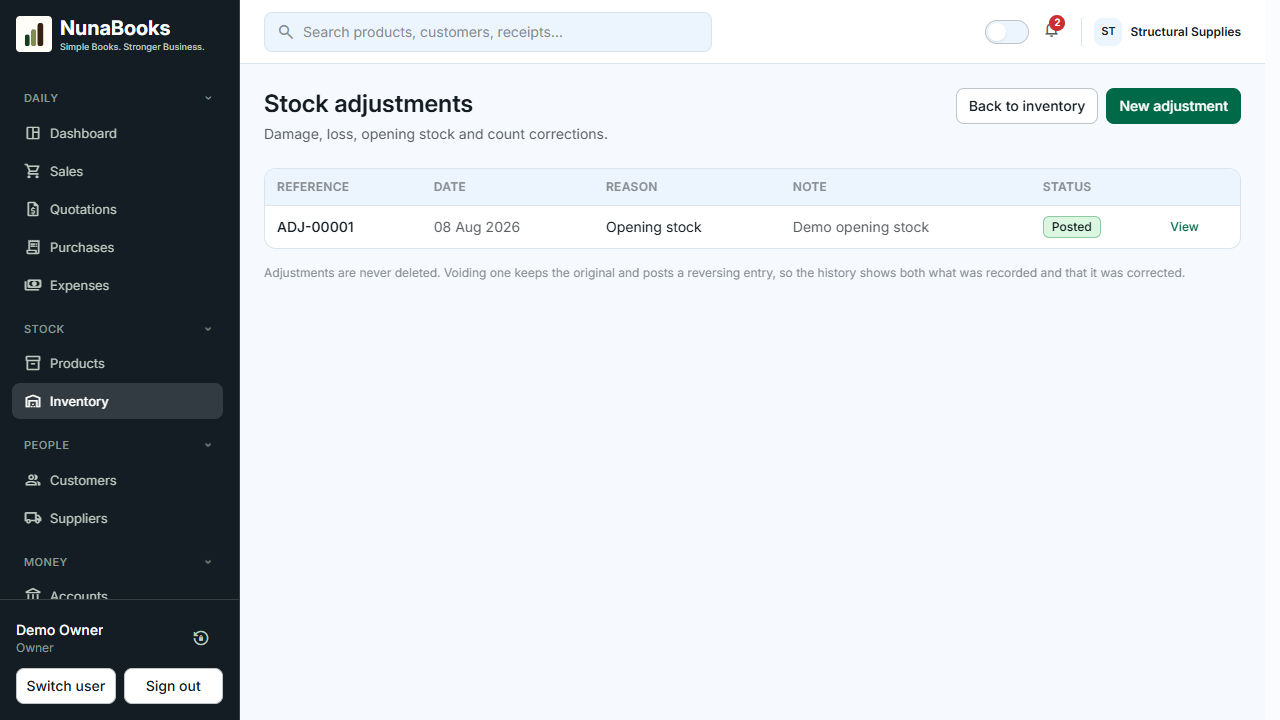 NunaBooks
Simple Books. Stronger Business.
DAILY
Dashboard
Sales
Quotations
Purchases
Expenses
STOCK
Products
Inventory
PEOPLE
Customers
Suppliers
MONEY
Accounts
Demo Owner
Owner
Switch user
Sign out
Search products, customers, receipts...
2
ST
Structural Supplies
Stock adjustments
Damage, loss, opening stock and count corrections.
Back to inventory
New adjustment
REFERENCE DATE REASON NOTE STATUS
ADJ-00001 08 Aug 2026 Opening stock Demo opening stock Posted View
Adjustments are never deleted. Voiding one keeps the original and posts a reversing entry, so the history shows both what was recorded and that it was corrected.